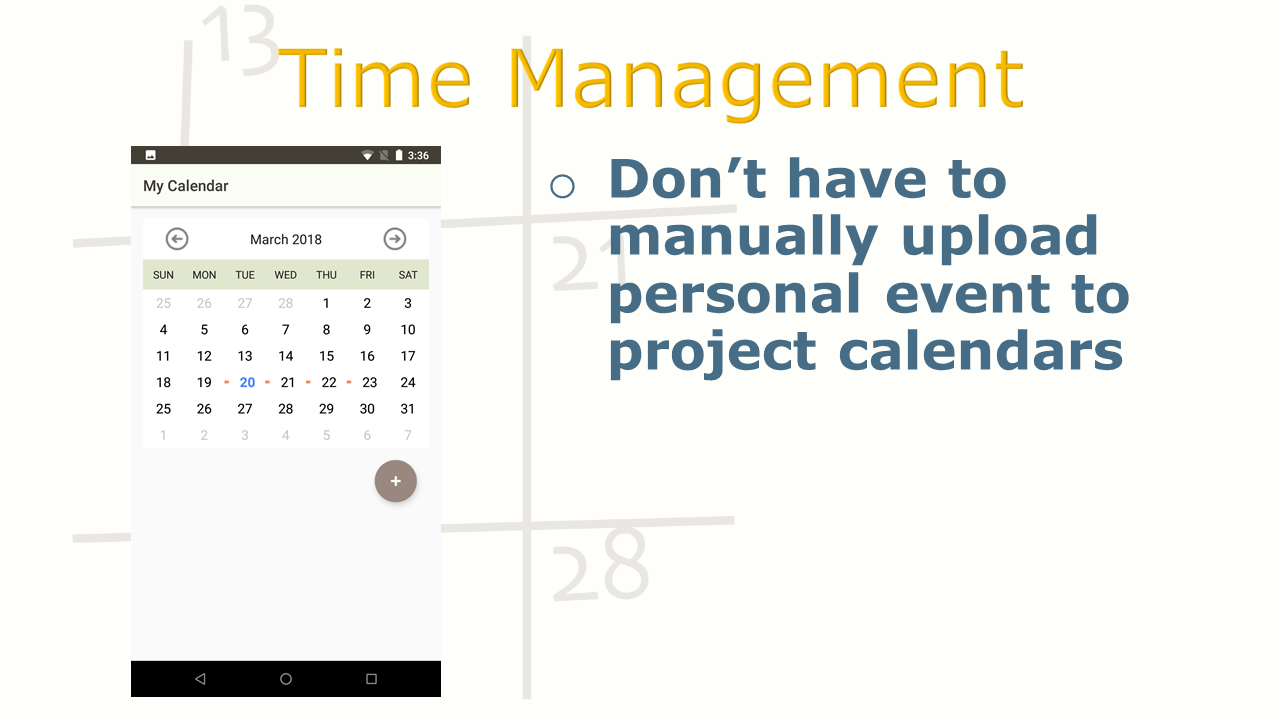 13
Time Management
3:36
My Calendar
March 2018
SUN MON TUE WED THU FRI SAT
25 26 27 28 1 2 3
4 5 6 7 8 9 10
11 12 13 14 15 16 17
18 19 - 20 - 21 - 22 - 23 24
25 26 27 28 29 30 31
1 2 3 4 5 6 7
+
o Don’t have to
manually upload
personal event to
project calendars
21
28